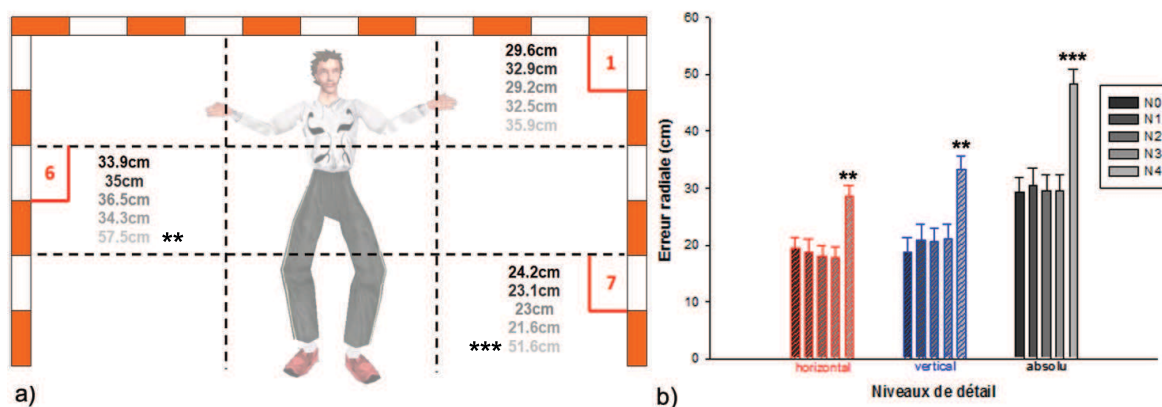 1
29.6cm
32.9cm
29.2cm
32.5cm
35.9cm
6
33.9cm
35cm
36.5cm
34.3cm
57.5cm **
7
24.2cm
23.1cm
23cm
21.6cm
*** 51.6cm
a)
Erreur radiale (cm)
60
50
40
30
20
10
0
**
**
***
N0
N1
N2
N3
N4
horizontal
vertical
absolu
Niveaux de détail
b)